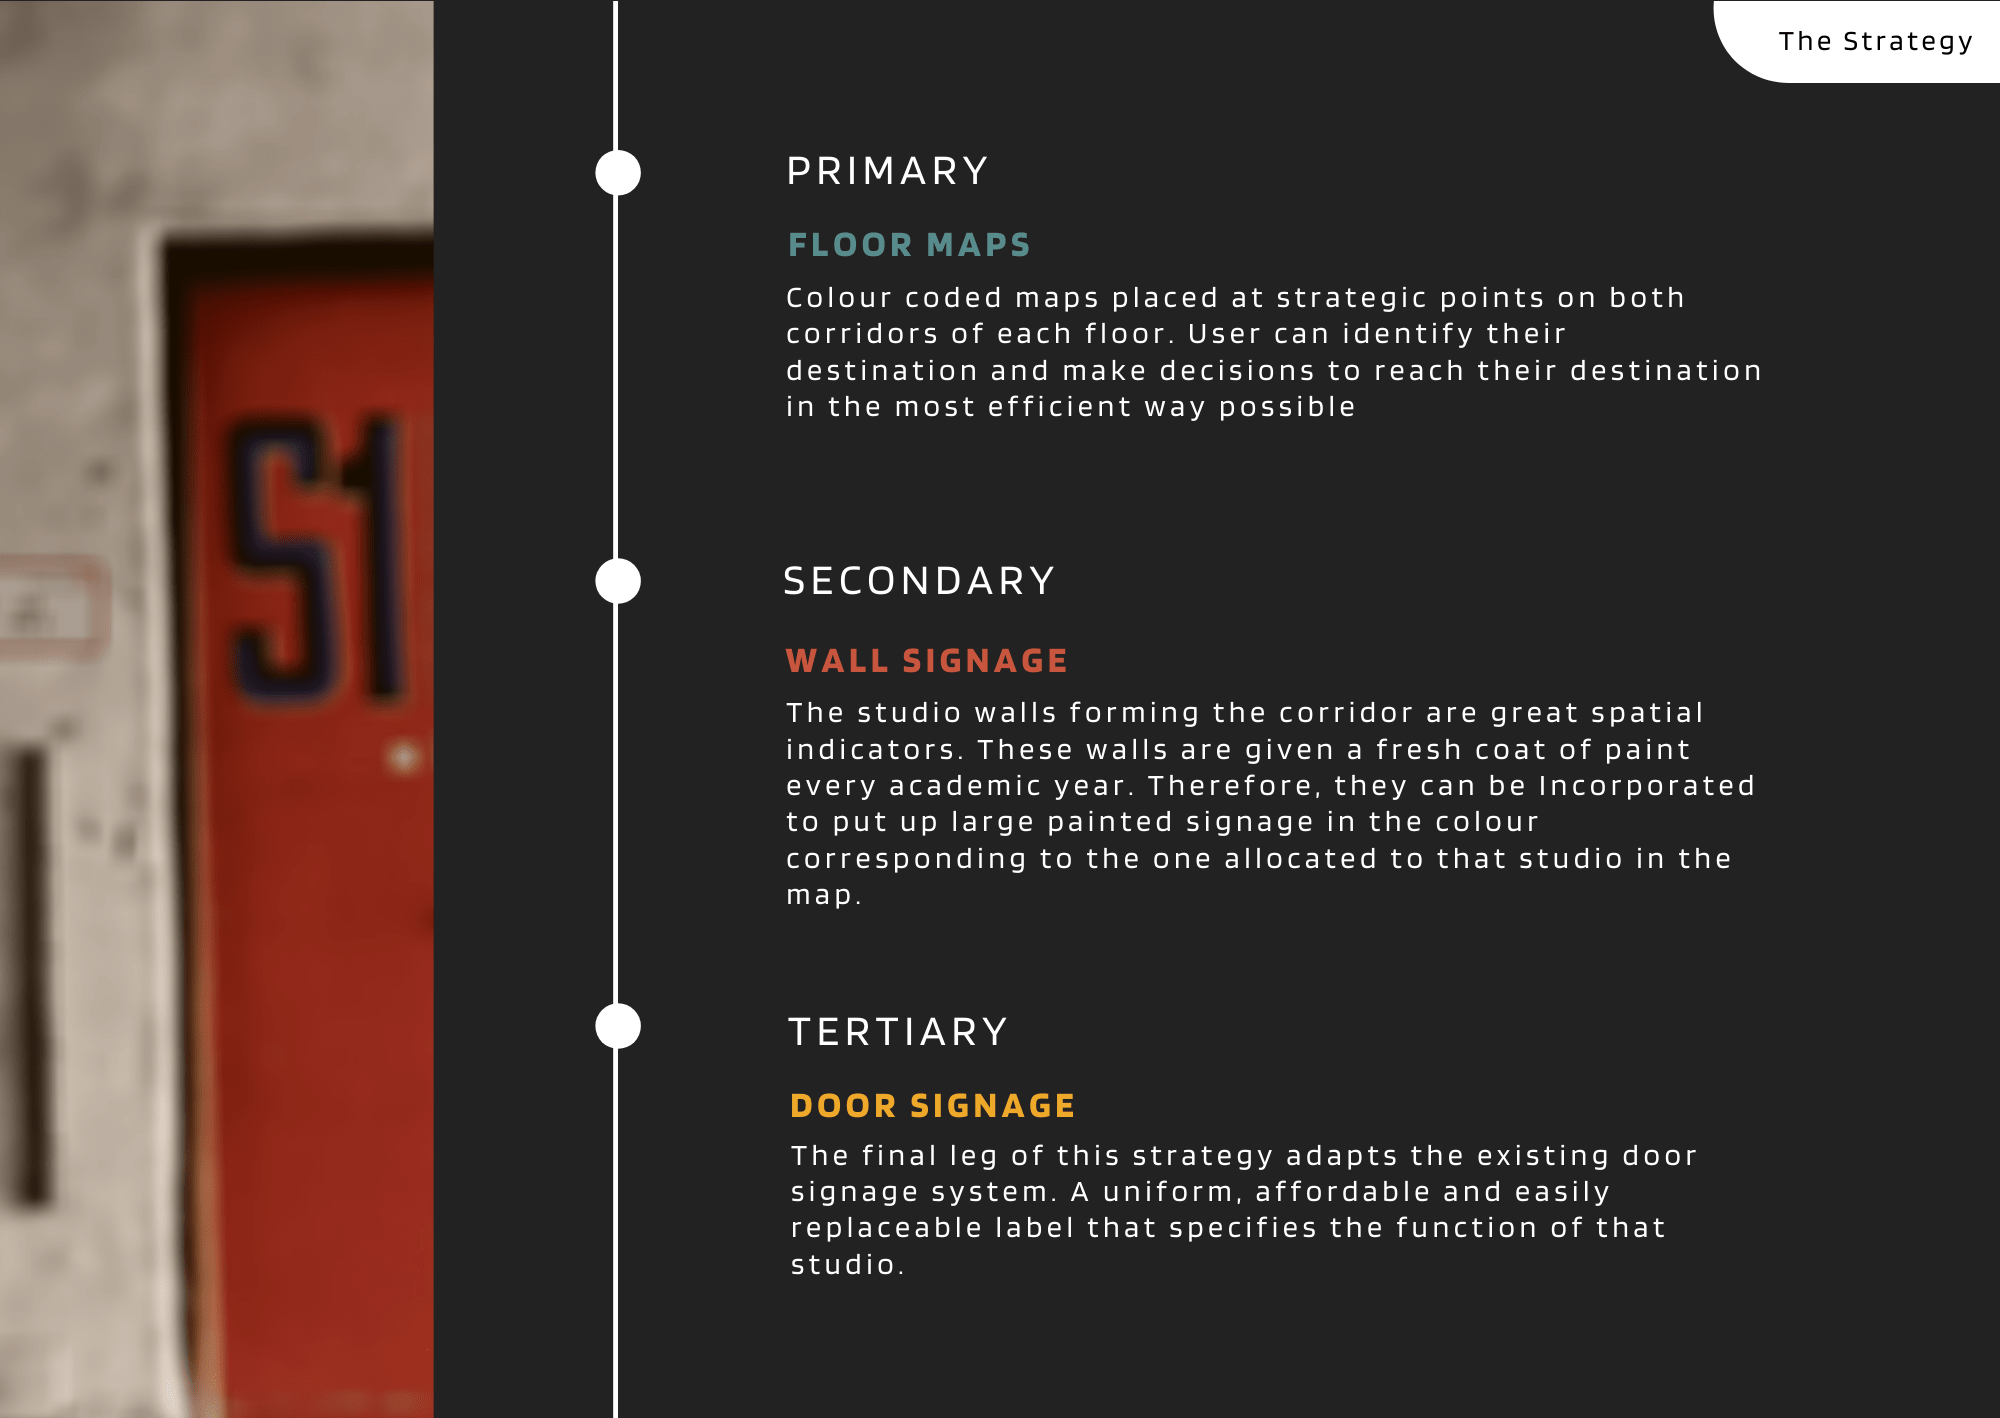 The Strategy
PRIMARY
FLOOR MAPS
Colour coded maps placed at strategic points on both
corridors of each floor. User can identify their
destination and make decisions to reach their destination
in the most efficient way possible
S1
SECONDARY
WALL SIGNAGE
The studio walls forming the corridor are great spatial
indicators. These walls are given a fresh coat of paint
every academic year. Therefore, they can be Incorporated
to put up large painted signage in the colour
corresponding to the one allocated to that studio in the
map.
TERTIARY
DOOR SIGNAGE
The final leg of this strategy adapts the existing door
signage system. A uniform, affordable and easily
replaceable label that specifies the function of that
studio.